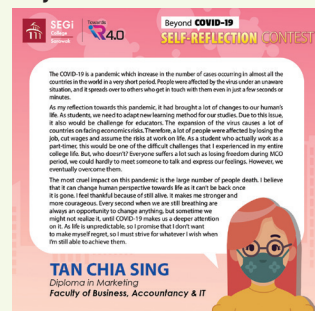 SEGi
College
Sarawak
Towards
R4.0
Beyond COVID-19
SELF-REFLECTION CONTEST
The COVID-19 is a pandemic which increase in the number of cases occurring in almost all the
countries in the world in a very short period. People were affected by the virus under an unaware
situation, and it spreads over to others who get in touch with them even in just a few seconds or
minutes.
As my reflection towards this pandemic, it had brought a lot of changes to our human's
life. As students, we need to adapt new learning method for our studies. Due to this issue,
it also would be challenge for educators. The expansion of the virus causes a lot of
countries on facing economic risks. Therefore, a lot of people were affected by losing the
job, cut wages and assume the risks at on life. As a student who actually work as a
part-timer, this would be one of the difficult challenges that I experienced in my entire
college life. But, who doesn't? Everyone suffers a lot such as losing freedom during MCO
period, we could hardly to meet someone to talk and express our feelings. However, we
eventually overcome them.
The most cruel impact on this pandemic is the large number of people death. I believe
that it can change human perspective towards life as it can't be back once
it is gone. I feel thankful because of still alive. It makes me stronger and
more courageous. Every second when we are still breathing are
always an opportunity to change anything, but sometime we
might not realize it, until COVID-19 makes us a deeper attention
on it. As life is unpredictable, so I promise that I don't want
to make myself regret, so I must strive for whatever I wish when
I'm still able to achieve them.
TAN CHIA SING
Diploma in Marketing
Faculty of Business, Accountancy & IT